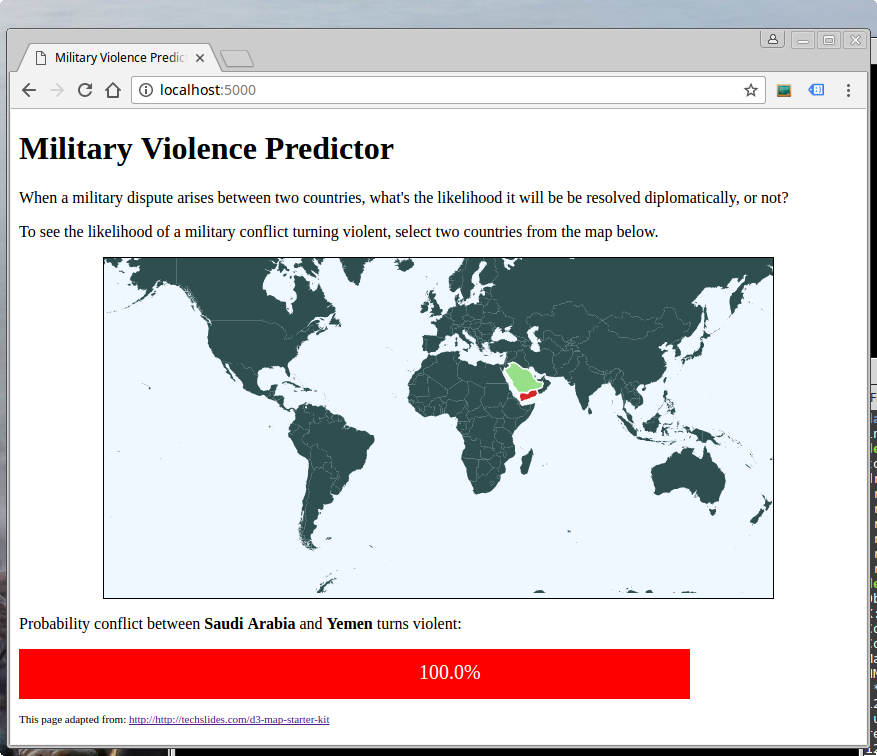 Military Violence Predic
localhost:5000
Military Violence Predictor
When a military dispute arises between two countries, what's the likelihood it will be be resolved diplomatically, or not?
To see the likelihood of a military conflict turning violent, select two countries from the map below.
Probability conflict between Saudi Arabia and Yemen turns violent:
100.0%
This page adapted from: http://http://techslides.com/d3-map-starter-kit